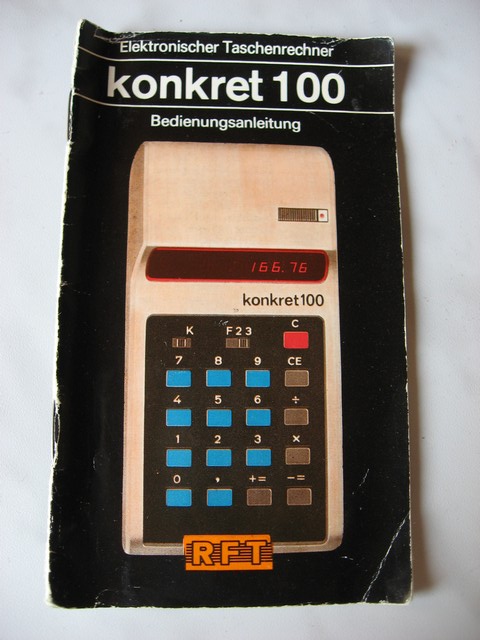 Elektronischer Taschenrechner
konkret 100
Bedienungsanleitung
166.76
konkret100
K F 2 3 C
7 8 9 CE
4 5 6 ÷
1 2 3 ×
0 , += -=
RFT